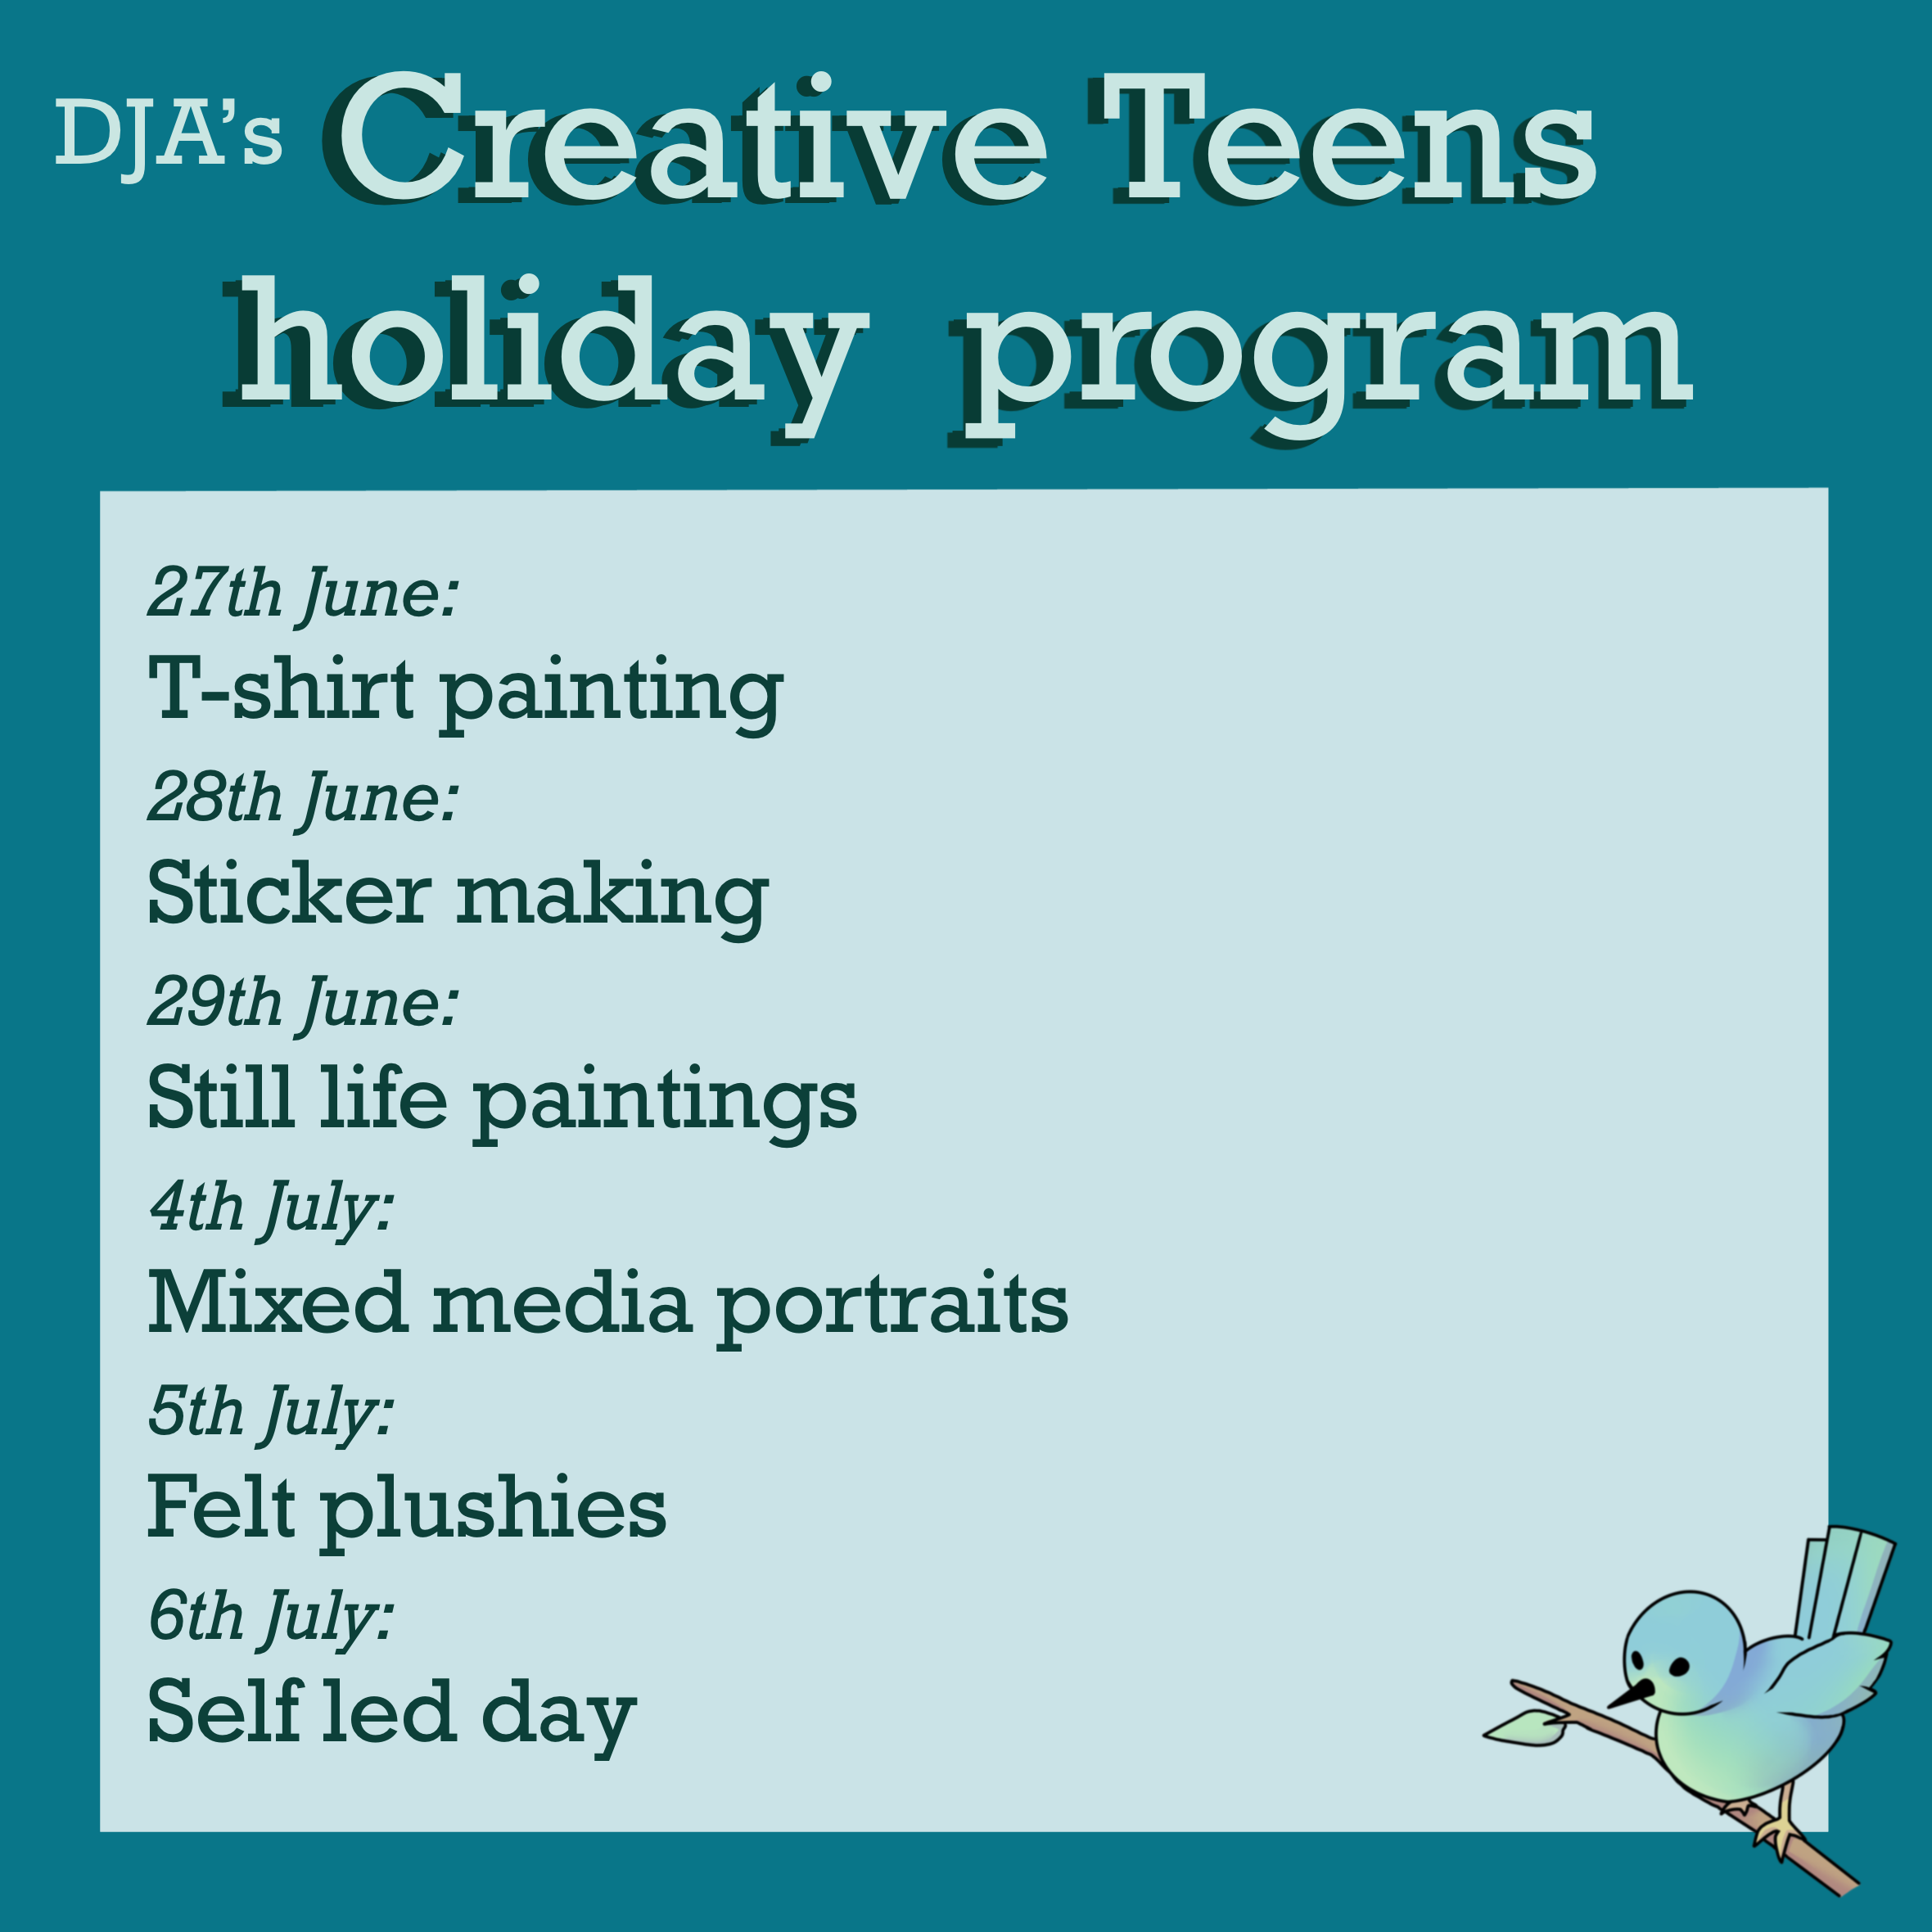 DJA's Creative Teens
holiday program
27th June:
T-shirt painting
28th June:
Sticker making
29th June:
Still life paintings
4th July:
Mixed media portraits
5th July:
Felt plushies
6th July:
Self led day